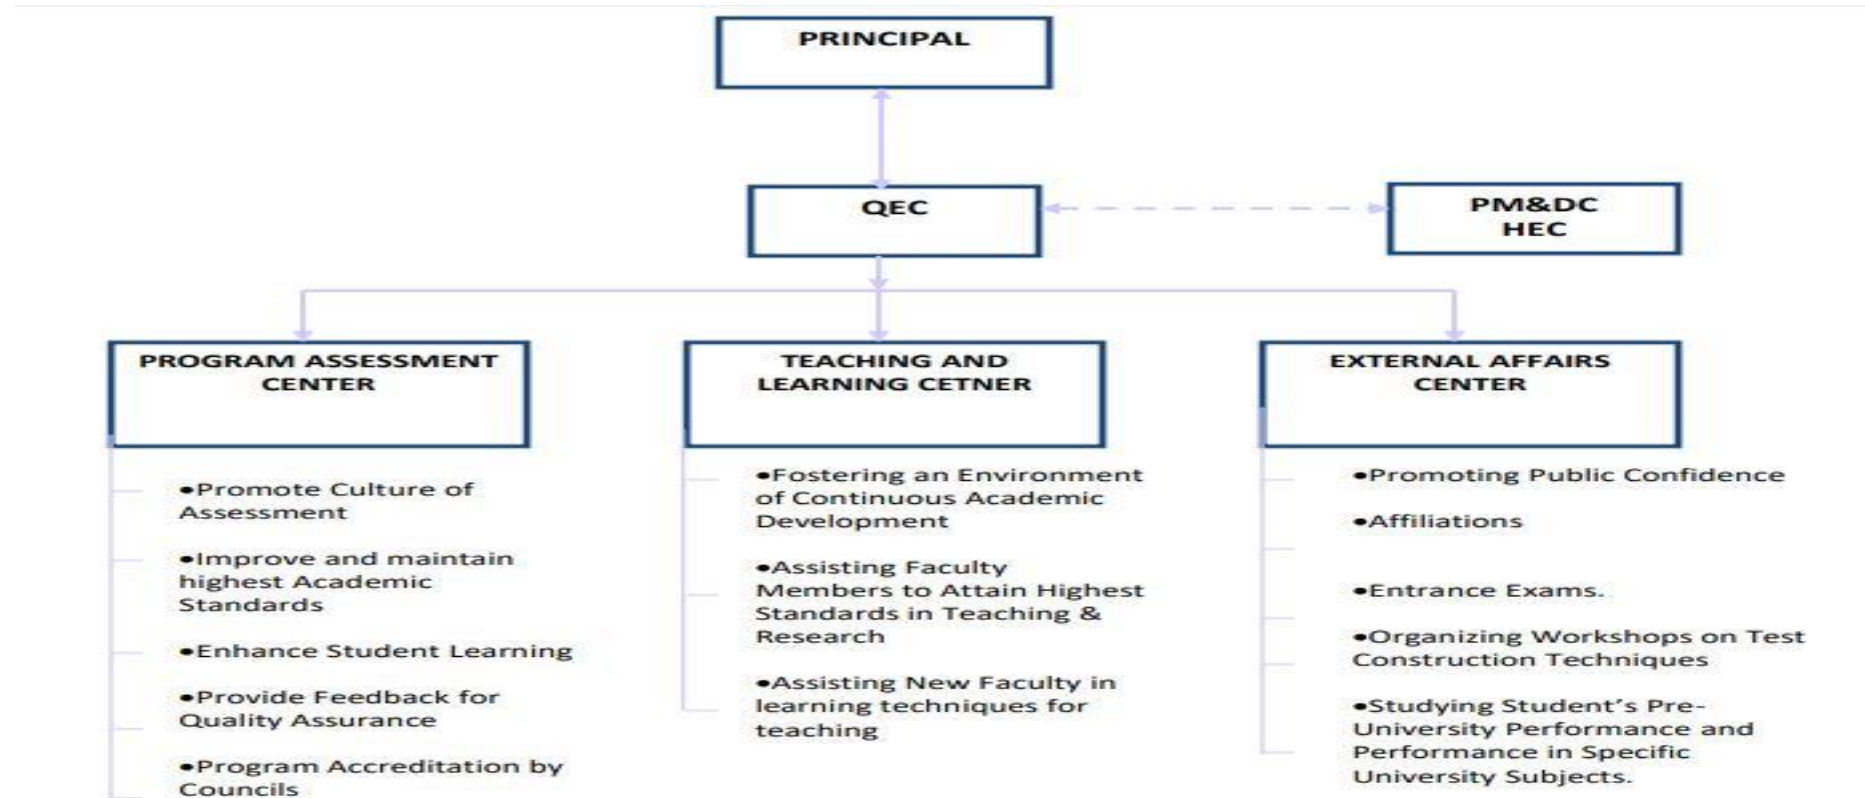 PRINCIPAL
QEC
PM&DC
HEC
PROGRAM ASSESSMENT
CENTER
•Promote Culture of
Assessment
•Improve and maintain
highest Academic
Standards
•Enhance Student Learning
•Provide Feedback for
Quality Assurance
•Program Accreditation by
Councils
TEACHING AND
LEARNING CETNER
•Fostering an Environment
of Continuous Academic
Development
•Assisting Faculty
Members to Attain Highest
Standards in Teaching &
Research
•Assisting New Faculty in
learning techniques for
teaching
EXTERNAL AFFAIRS
CENTER
•Promoting Public Confidence
•Affiliations
•Entrance Exams.
•Organizing Workshops on Test
Construction Techniques
•Studying Student’s Pre-
University Performance and
Performance in Specific
University Subjects.